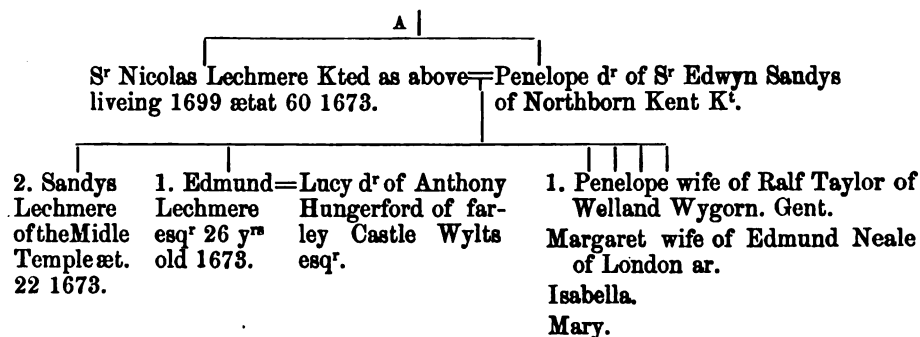 A
Sʳ Nicolas Lechmere Kted as above=Penelope dʳ of Sʳ Edwyn Sandys
liveing 1699 ætat 60 1673.
of Northborn Kent Kᵗ.
2. Sandys
Lechmere
of the Midle
Temple æt.
22 1673.
1. Edmund=Lucy dʳ of Anthony
Lechmere
esqʳ 26 yʳˢ
old 1673.
Hungerford of far-
ley Castle Wylts
esqʳ.
1. Penelope wife of Ralf Taylor of
Welland Wygorn. Gent.
Margaret wife of Edmund Neale
of London ar.
Isabella.
Mary.